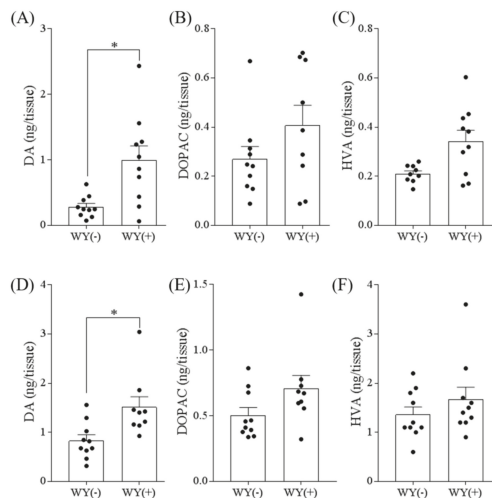 (A)
DA (ng/tissue)
3
2
1
0
*
WY(-)
WY(+)
(B)
DOPAC (ng/tissue)
0.8
0.6
0.4
0.2
0.0
WY(-)
WY(+)
(C)
HVA (ng/tissue)
0.8
0.6
0.4
0.2
0.0
WY(-)
WY(+)
(D)
DA (ng/tissue)
4
3
2
1
0
*
WY(-)
WY(+)
(E)
DOPAC (ng/tissue)
1.5
1.0
0.5
0.0
WY(-)
WY(+)
(F)
HVA (ng/tissue)
4
3
2
1
0
WY(-)
WY(+)